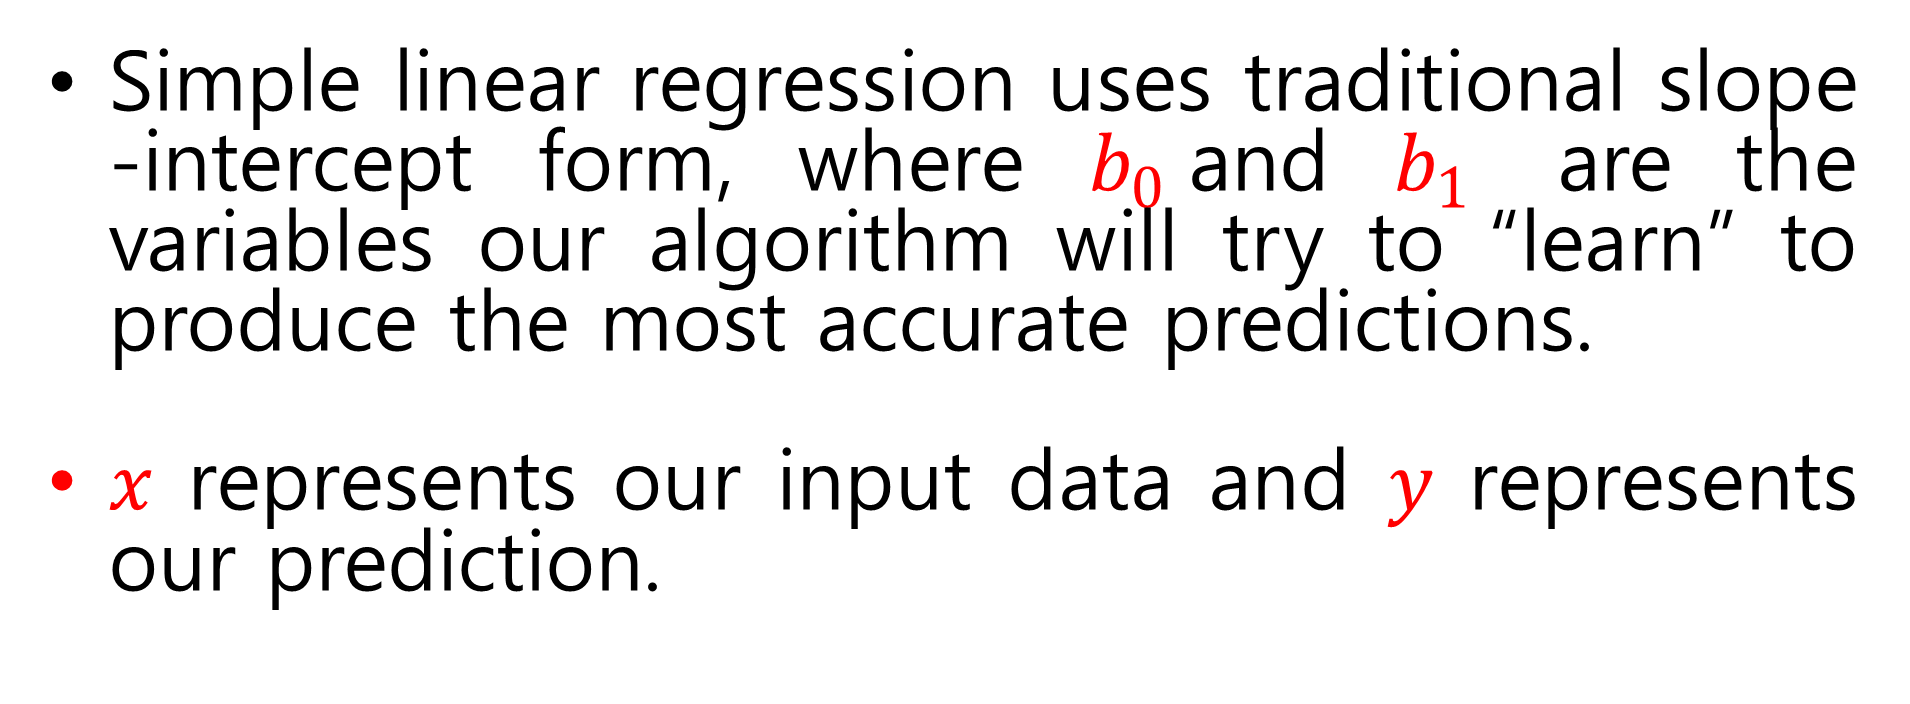 • Simple linear regression uses traditional slope
-intercept form, where b₀ and b₁ are the
variables our algorithm will try to “learn” to
produce the most accurate predictions.
• x represents our input data and y represents
our prediction.